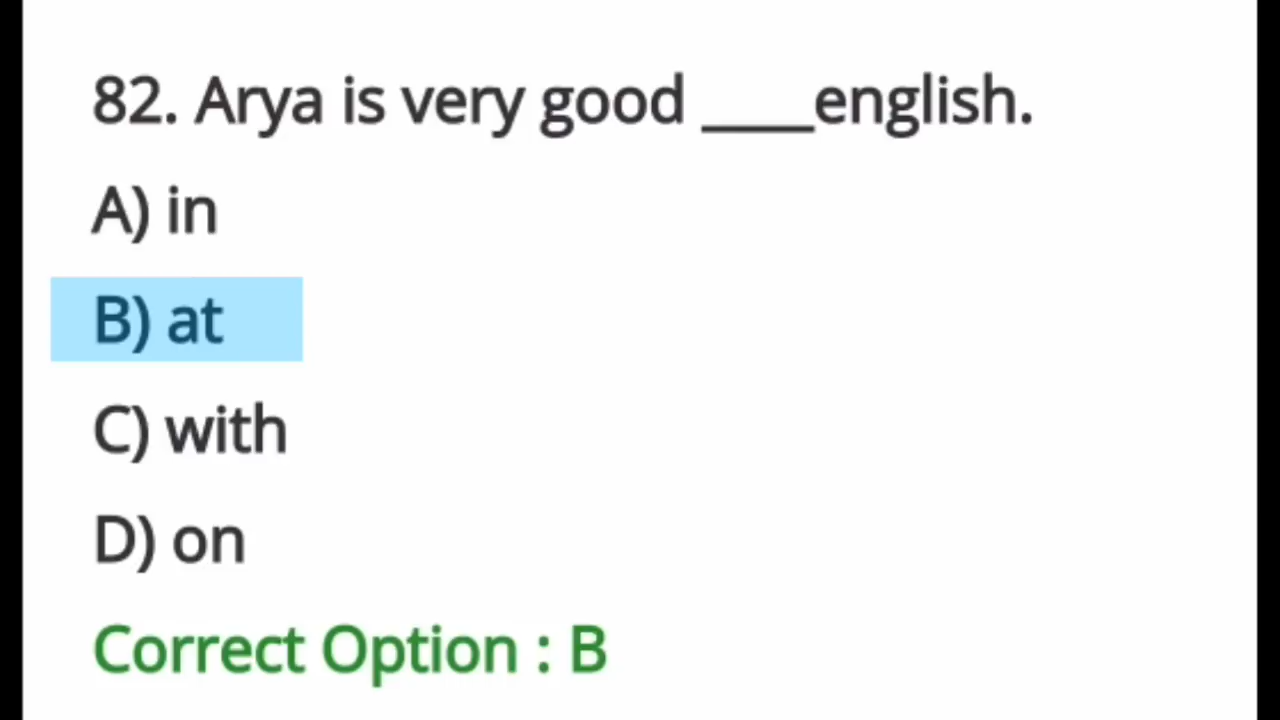 82. Arya is very good ____english.
A) in
B) at
C) with
D) on
Correct Option : B